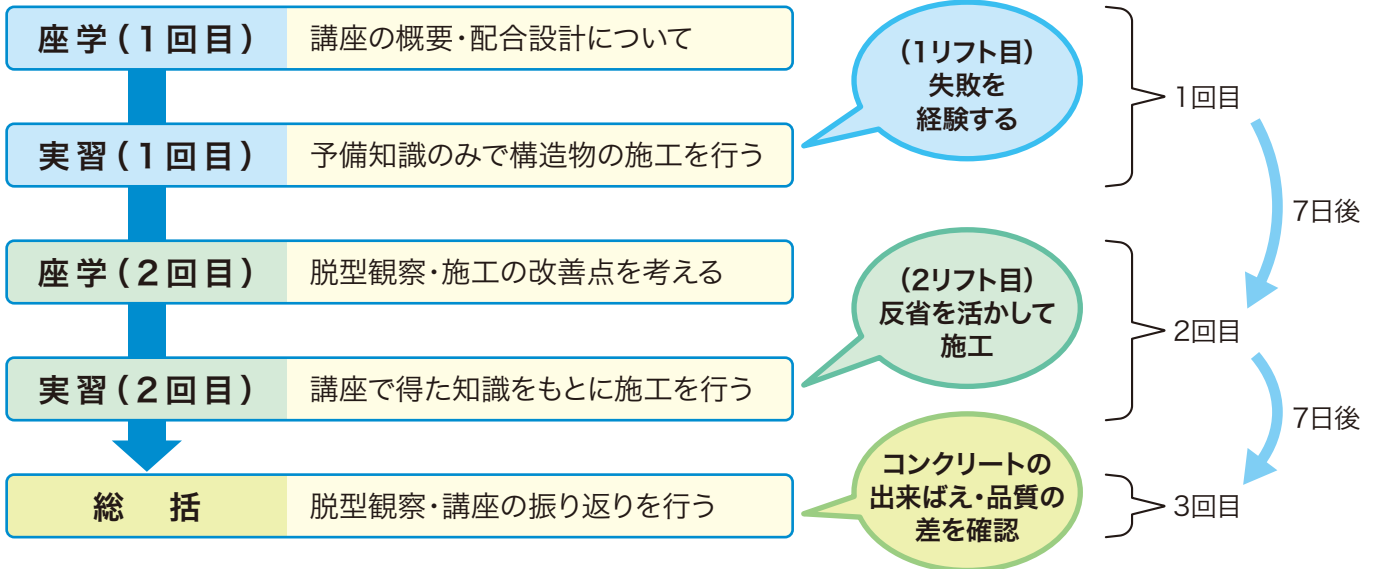 座学(1回目) 講座の概要・配合設計について
(1リフト目)
失敗を
経験する
1回目
実習(1回目) 予備知識のみで構造物の施工を行う
7日後
座学(2回目) 脱型観察・施工の改善点を考える
(2リフト目)
反省を活かして
施工
2回目
実習(2回目) 講座で得た知識をもとに施工を行う
7日後
総 括 脱型観察・講座の振り返りを行う
コンクリートの
出来ばえ・品質の
差を確認
3回目